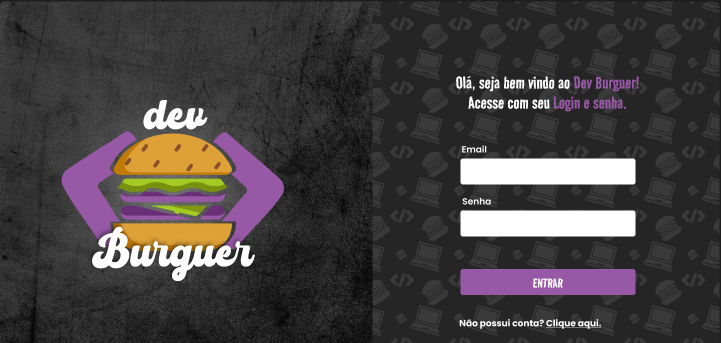 dev
Burguer
Olá, seja bem vindo ao Dev Burguer!
Acesse com seu Login e senha.
Email
Senha
ENTRAR
Não possui conta? Clique aqui.